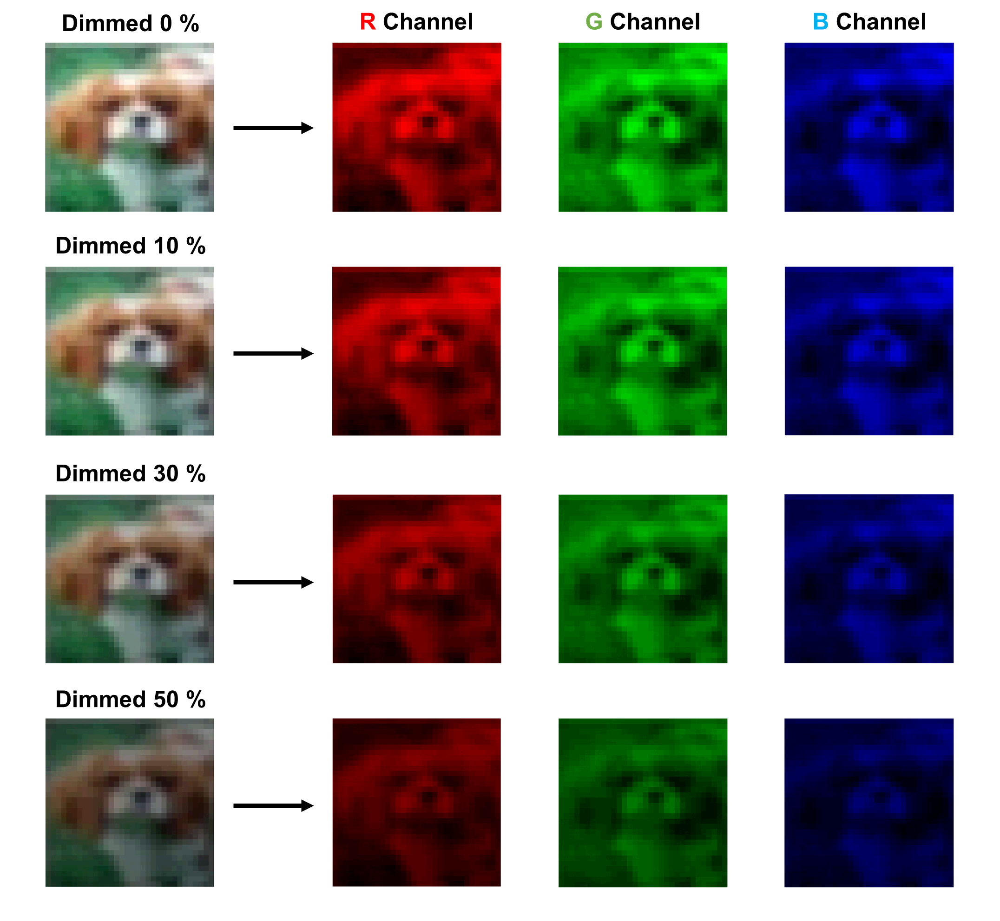 Dimmed 0 %
R Channel
G Channel
B Channel
Dimmed 10 %
Dimmed 30 %
Dimmed 50 %